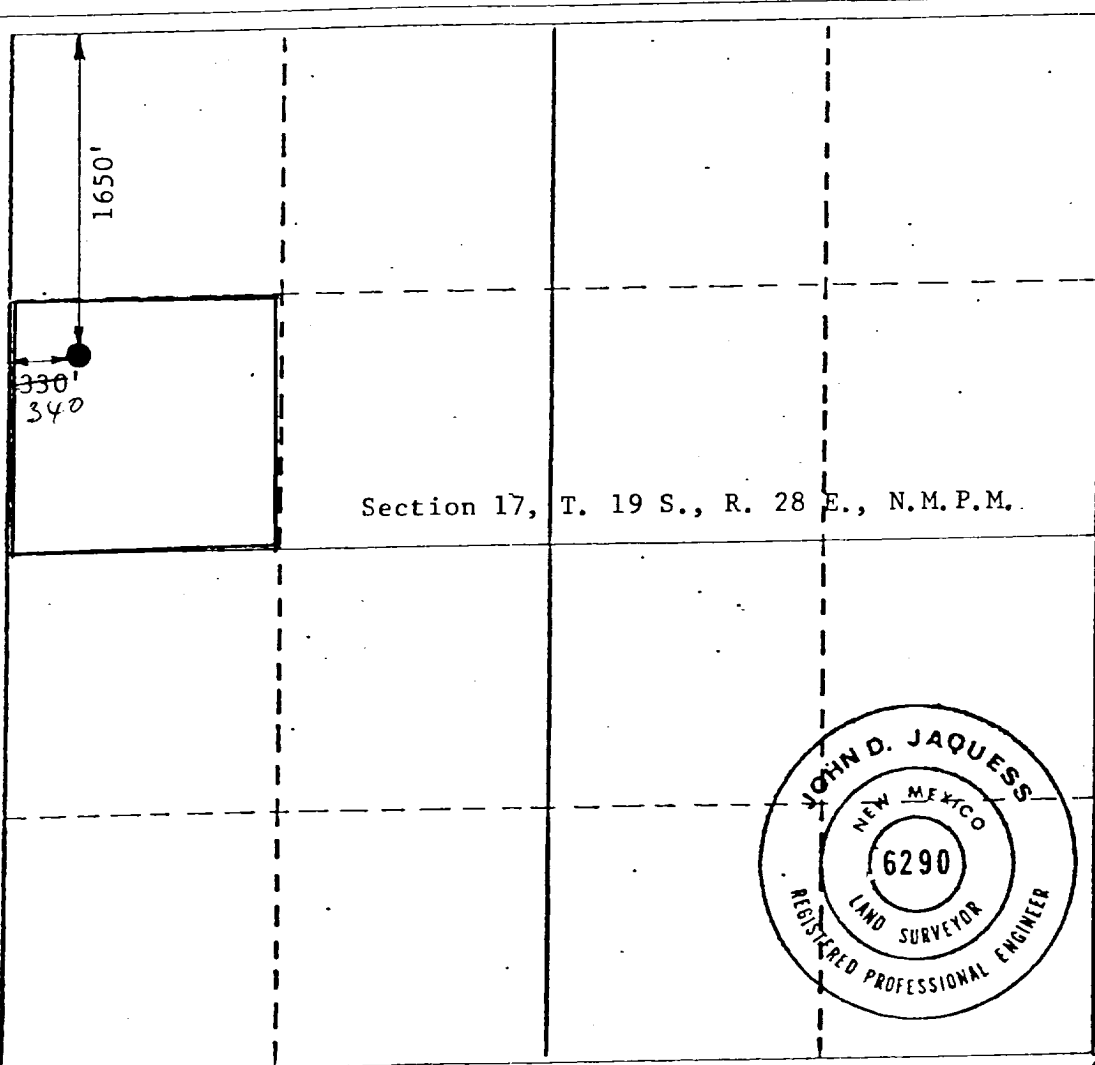 1650'
330'
340
Section 17, T. 19 S., R. 28 E., N.M.P.M.
JOHN D. JAQUESS
NEW MEXICO
6290
LAND SURVEYOR
REGISTERED PROFESSIONAL ENGINEER